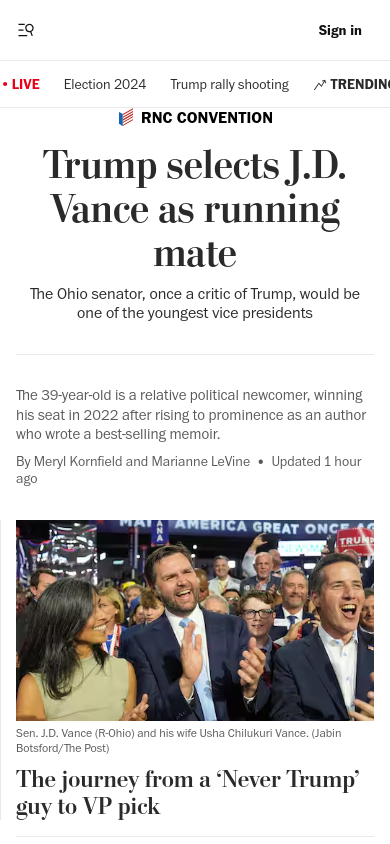 Sign in
• LIVE Election 2024 Trump rally shooting TRENDING
RNC CONVENTION
Trump selects J.D.
Vance as running
mate
The Ohio senator, once a critic of Trump, would be
one of the youngest vice presidents
The 39-year-old is a relative political newcomer, winning
his seat in 2022 after rising to prominence as an author
who wrote a best-selling memoir.
By Meryl Kornfield and Marianne LeVine • Updated 1 hour
ago
AMERICA GREAT ONCE AG
TRUMP
Sen. J.D. Vance (R-Ohio) and his wife Usha Chilukuri Vance. (Jabin
Botsford/The Post)
The journey from a ‘Never Trump’
guy to VP pick